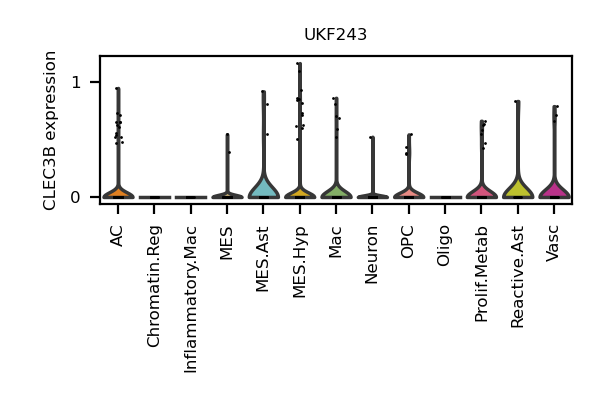 UKF243
CLEC3B expression
1
0
AC
Chromatin.Reg
Inflammatory.Mac
MES
MES.Ast
MES.Hyp
Mac
Neuron
OPC
Oligo
Prolif.Metab
Reactive.Ast
Vasc